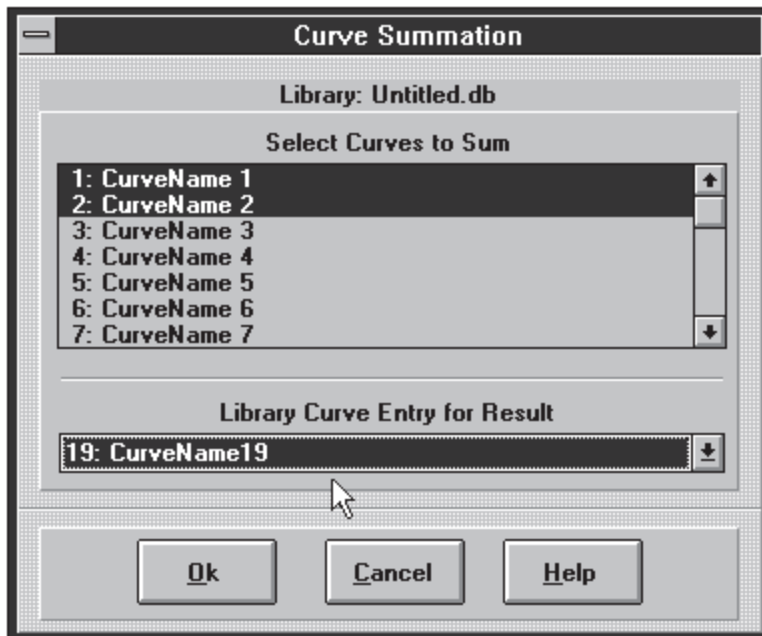 Curve Summation
Library: Untitled.db
Select Curves to Sum
1: CurveName 1
2: CurveName 2
3: CurveName 3
4: CurveName 4
5: CurveName 5
6: CurveName 6
7: CurveName 7
Library Curve Entry for Result
19: CurveName19
Ok Cancel Help